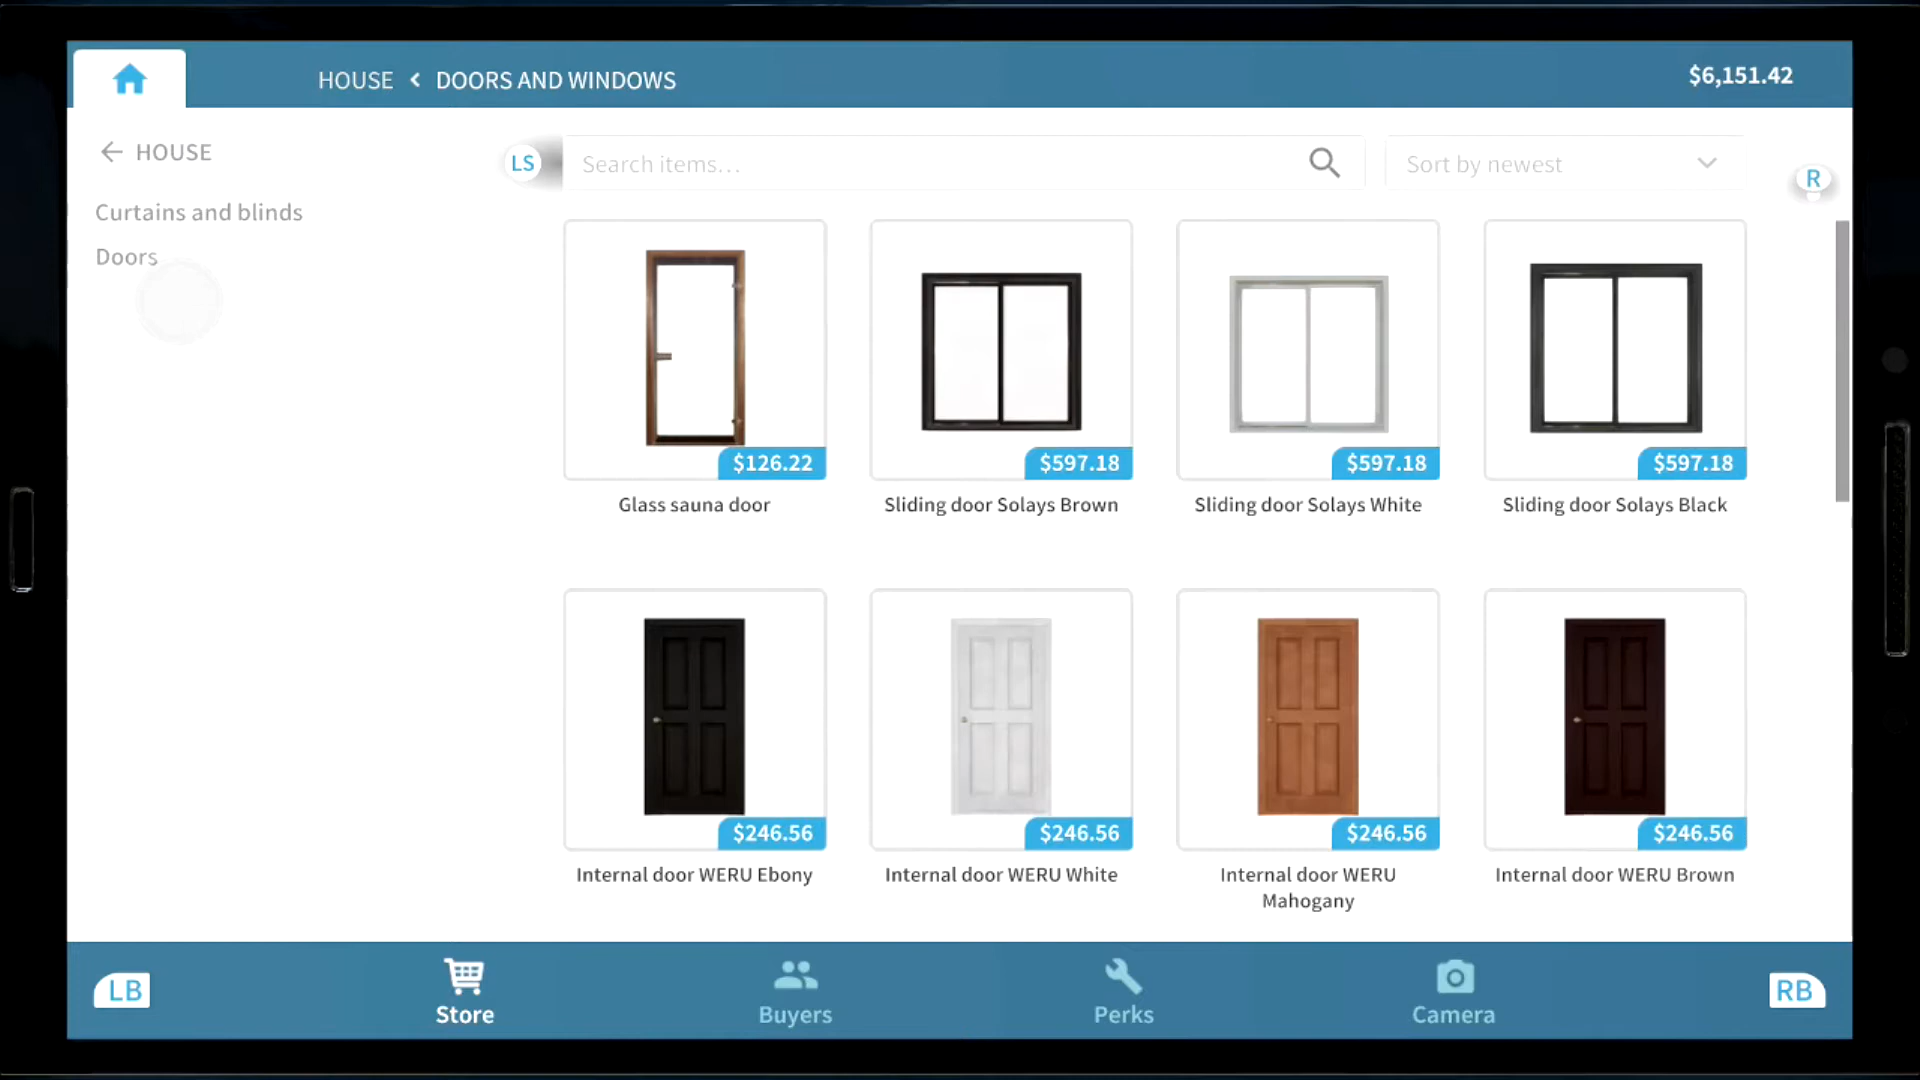 HOUSE < DOORS AND WINDOWS
$6,151.42
HOUSE
Curtains and blinds
Doors
LS
Search items...
Sort by newest
R
$126.22
$597.18
$597.18
$597.18
Glass sauna door
Sliding door Solays Brown
Sliding door Solays White
Sliding door Solays Black
$246.56
$246.56
$246.56
$246.56
Internal door WERU Ebony
Internal door WERU White
Internal door WERU
Mahogany
Internal door WERU Brown
LB
Store
Buyers
Perks
Camera
RB